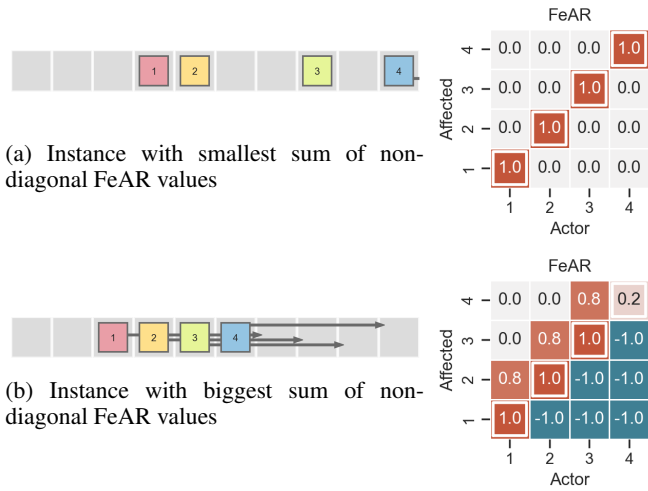 FeAR
1 2 3 4
(a) Instance with smallest sum of non-
diagonal FeAR values
Affected
4 0.0 0.0 0.0 1.0
3 0.0 0.0 1.0 0.0
2 0.0 1.0 0.0 0.0
1 1.0 0.0 0.0 0.0
1 2 3 4
Actor
FeAR
1 2 3 4
(b) Instance with biggest sum of non-
diagonal FeAR values
Affected
4 0.0 0.0 0.8 0.2
3 0.0 0.8 1.0 -1.0
2 0.8 1.0 -1.0 -1.0
1 1.0 -1.0 -1.0 -1.0
1 2 3 4
Actor